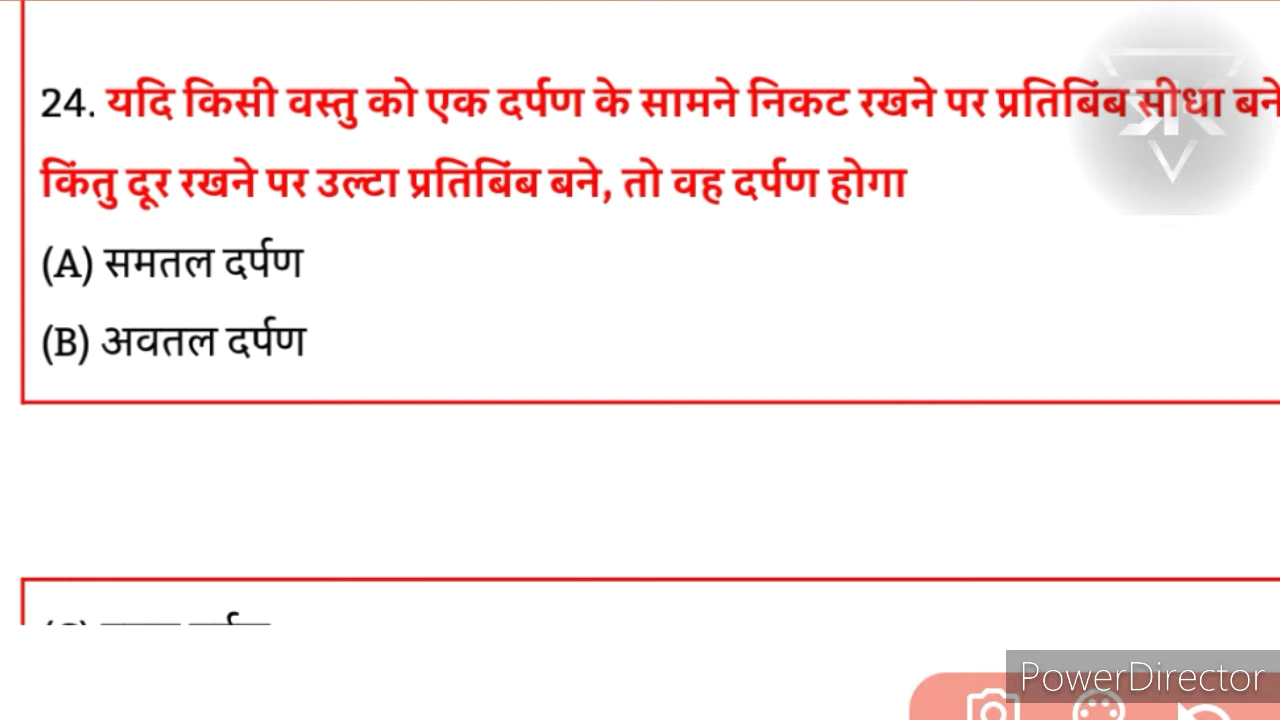 24. यदि किसी वस्तु को एक दर्पण के सामने निकट रखने पर प्रतिबिंब सीधा बने
किंतु दूर रखने पर उल्टा प्रतिबिंब बने, तो वह दर्पण होगा
(A) समतल दर्पण
(B) अवतल दर्पण
PowerDirector